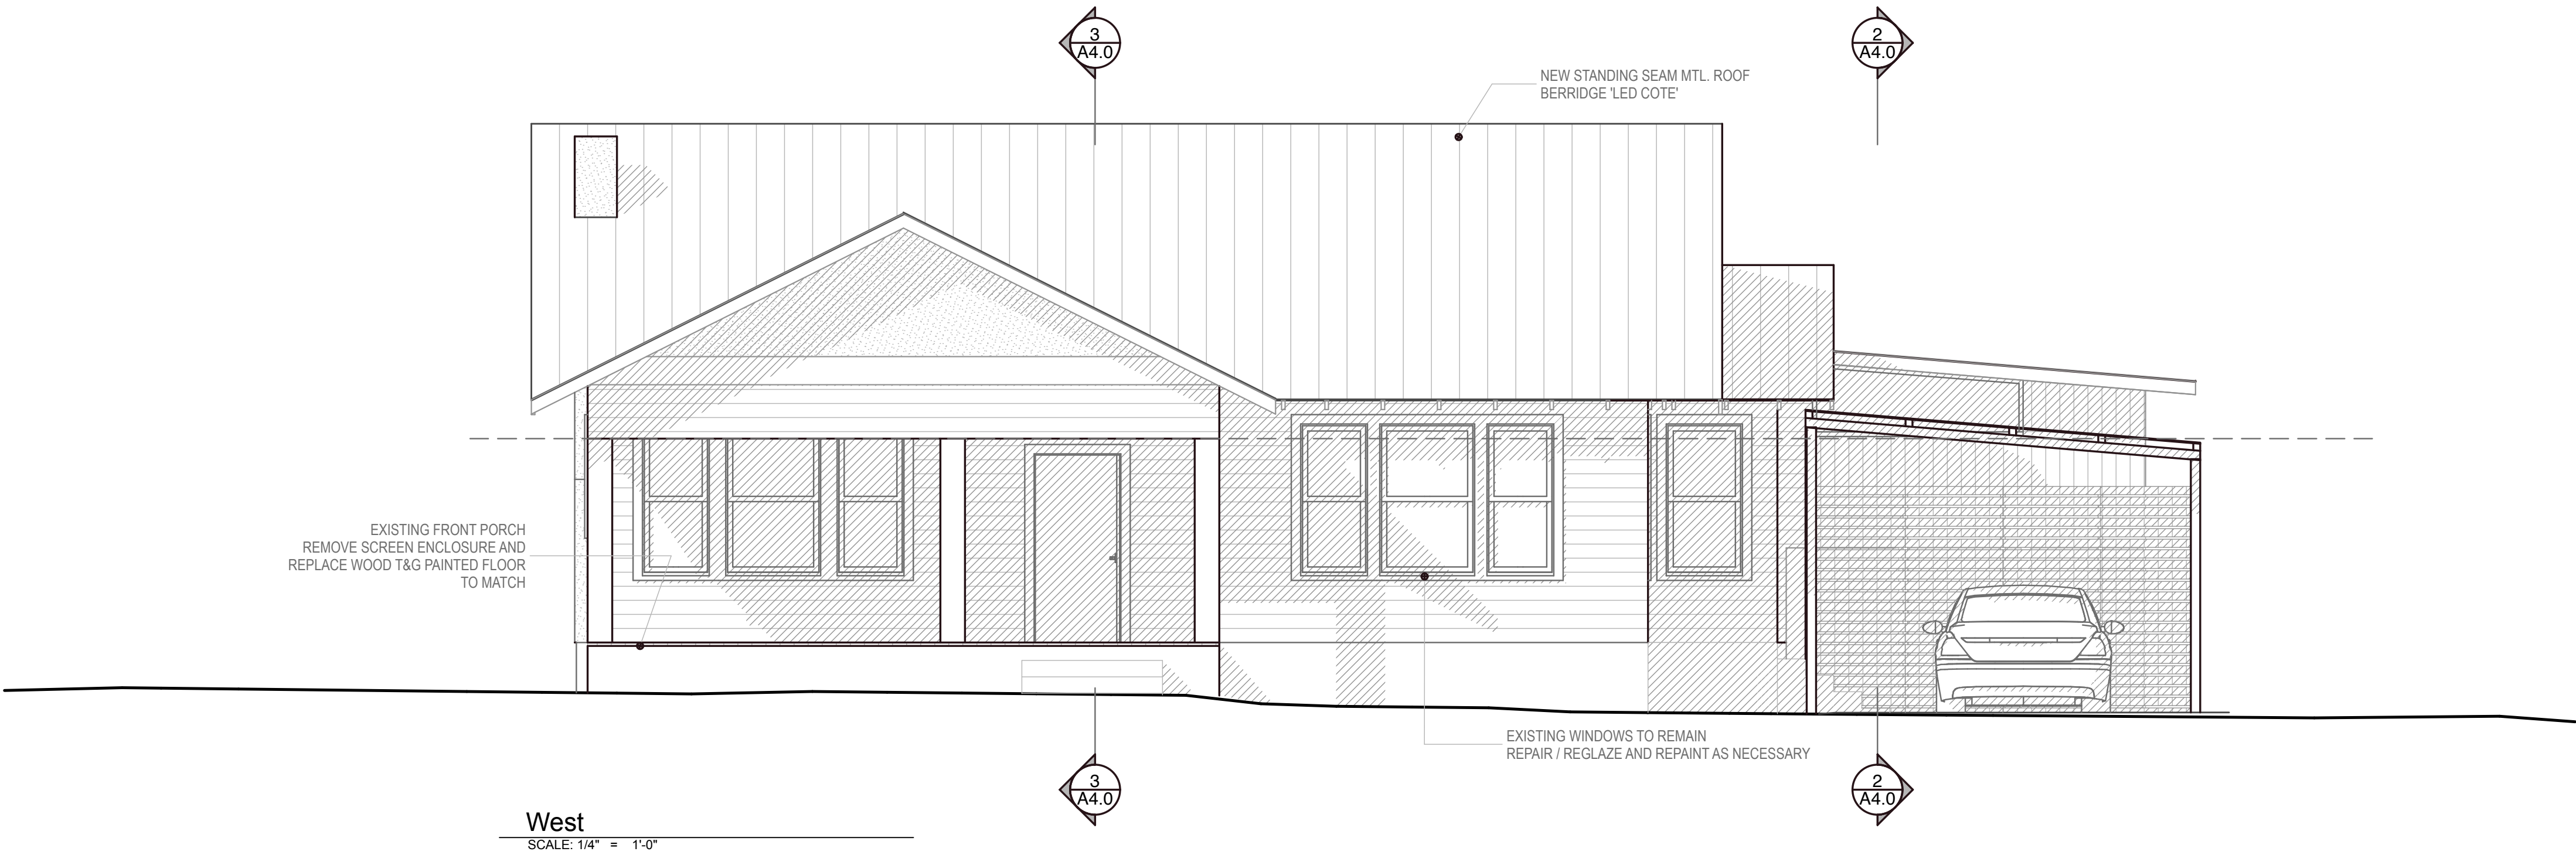 3
A4.0
2
A4.0
NEW STANDING SEAM MTL. ROOF
BERRIDGE 'LED COTE'
EXISTING FRONT PORCH
REMOVE SCREEN ENCLOSURE AND
REPLACE WOOD T&G PAINTED FLOOR
TO MATCH
EXISTING WINDOWS TO REMAIN
REPAIR / REGLAZE AND REPAINT AS NECESSARY
3
A4.0
2
A4.0
West
SCALE: 1/4" = 1'-0"